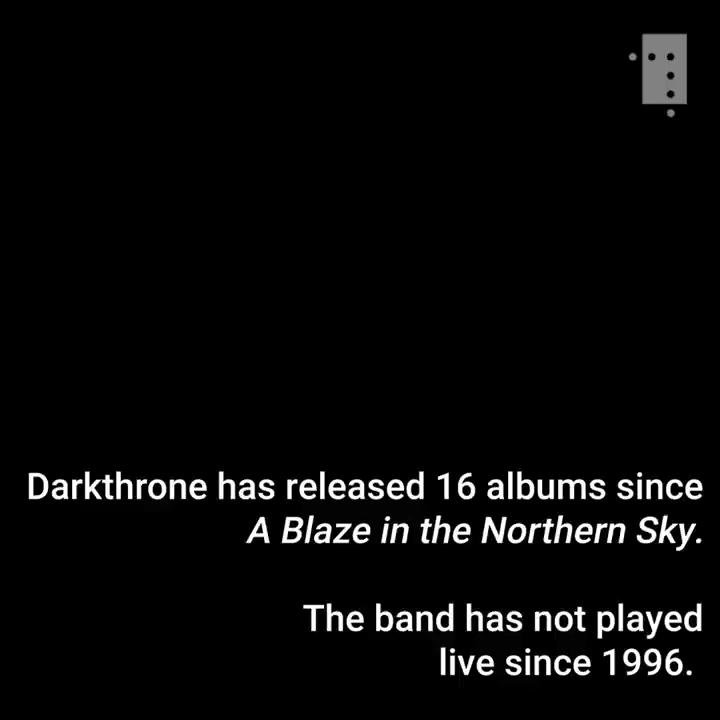 Darkthrone has released 16 albums since
A Blaze in the Northern Sky.
The band has not played
live since 1996.